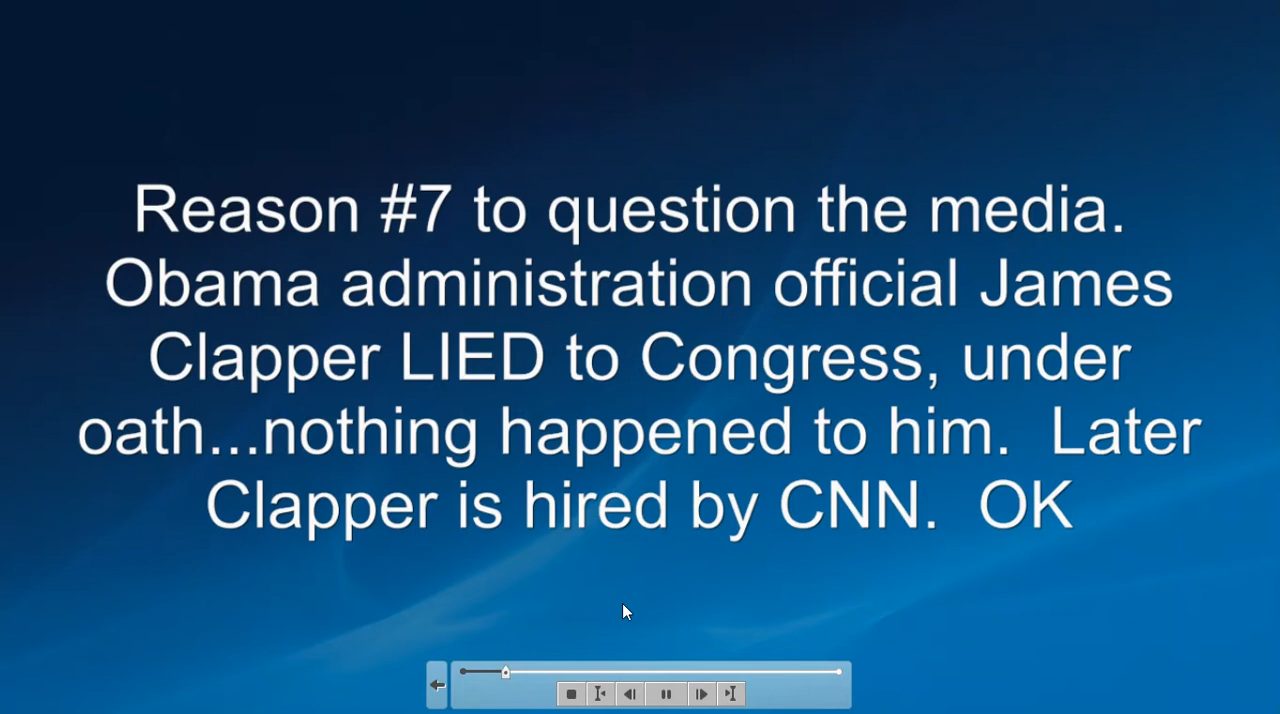 Reason #7 to question the media.
Obama administration official James
Clapper LIED to Congress, under
oath...nothing happened to him.  Later
Clapper is hired by CNN.  OK